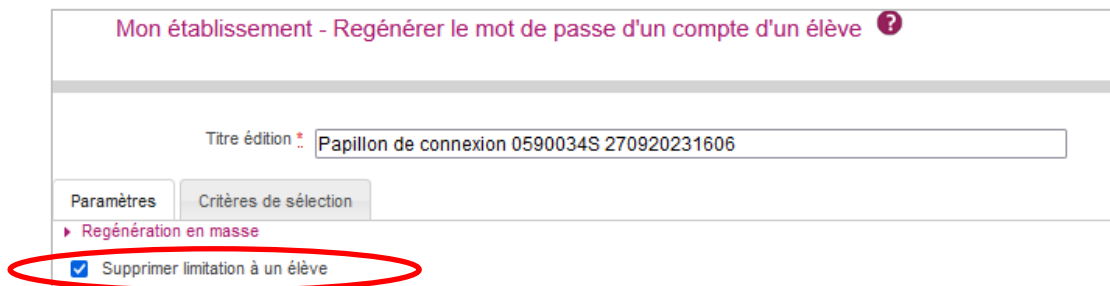 Mon établissement - Regénérer le mot de passe d'un compte d'un élève ?
Titre édition * Papillon de connexion 0590034S 270920231606
Paramètres Critères de sélection
Regénération en masse
Supprimer limitation à un élève